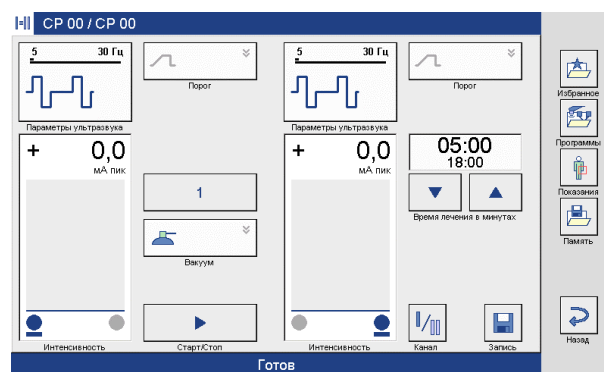 CP 00 / CP 00
5 30 Гц
Параметры ультразвука
Порог
5 30 Гц
Параметры ультразвука
Порог
+ 0,0
мА пик
Интенсивность
1
Вакуум
Старт/Стоп
+ 0,0
мА пик
Интенсивность
05:00
18:00
Время лечения в минутах
Канал
Запись
Избранное
Программы
Показания
Память
Назад
Готов